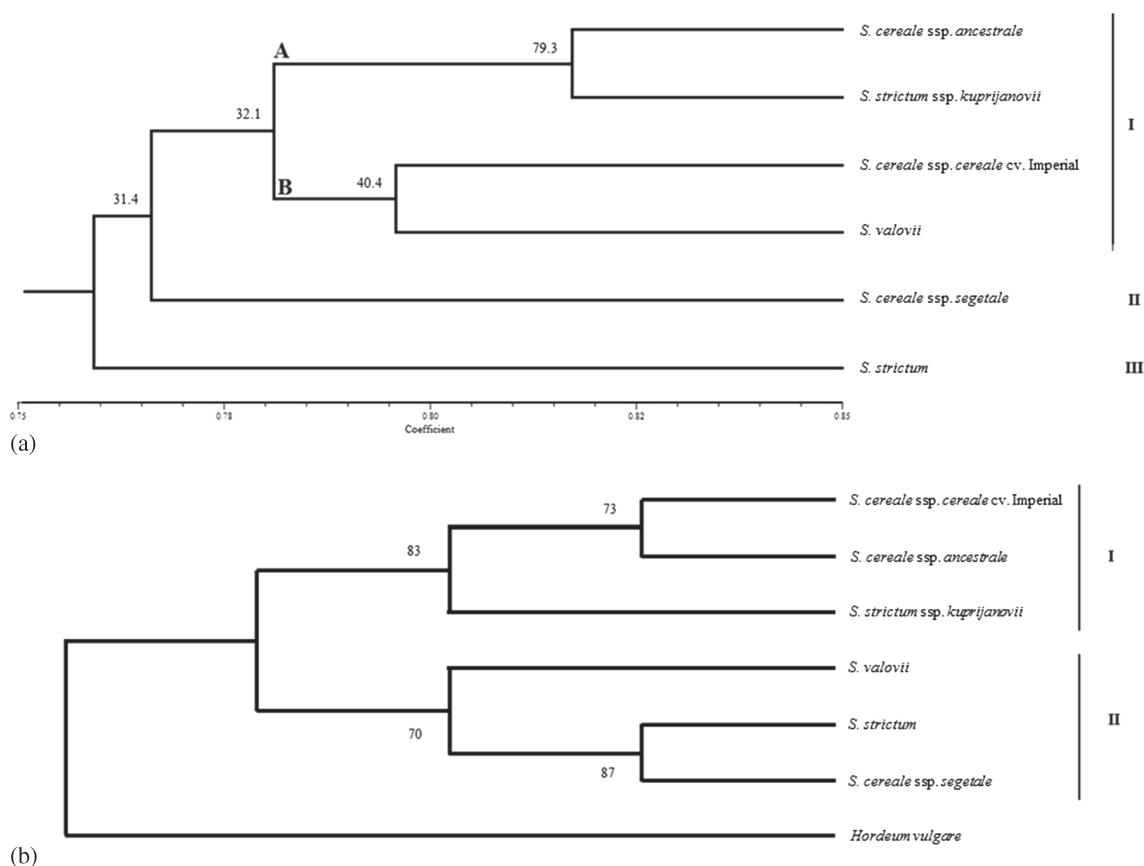 S. cereale ssp. ancestrale
A
79.3
S. strictum ssp. kuprijanovii
32.1
I
S. cereale ssp. cereale cv. Imperial
B
40.4
31.4
S. valovii
S. cereale ssp. segetale
II
S. strictum
III
0.75 0.78 0.80 0.82 0.85
Coefficient
(a)
S. cereale ssp. cereale cv. Imperial
73
83
S. cereale ssp. ancestrale
I
S. strictum ssp. kuprijanovii
S. valovii
70
S. strictum
II
87
S. cereale ssp. segetale
Hordeum vulgare
(b)